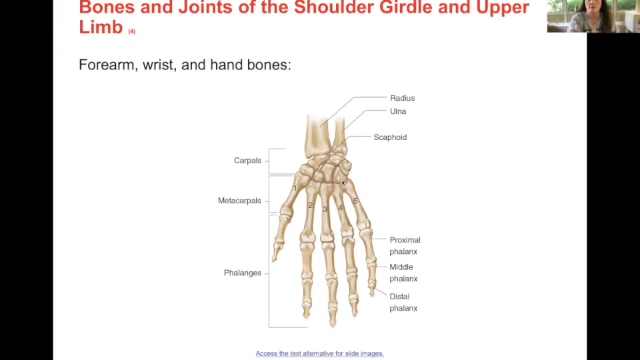 Bones and Joints of the Shoulder Girdle and Upper
Limb (4)
Forearm, wrist, and hand bones:
Radius
Ulna
Scaphoid
Carpals
Metacarpals
1
2
3
4
5
Proximal
phalanx
Phalanges
Middle
phalanx
Distal
phalanx
Access the text alternative for slide images.